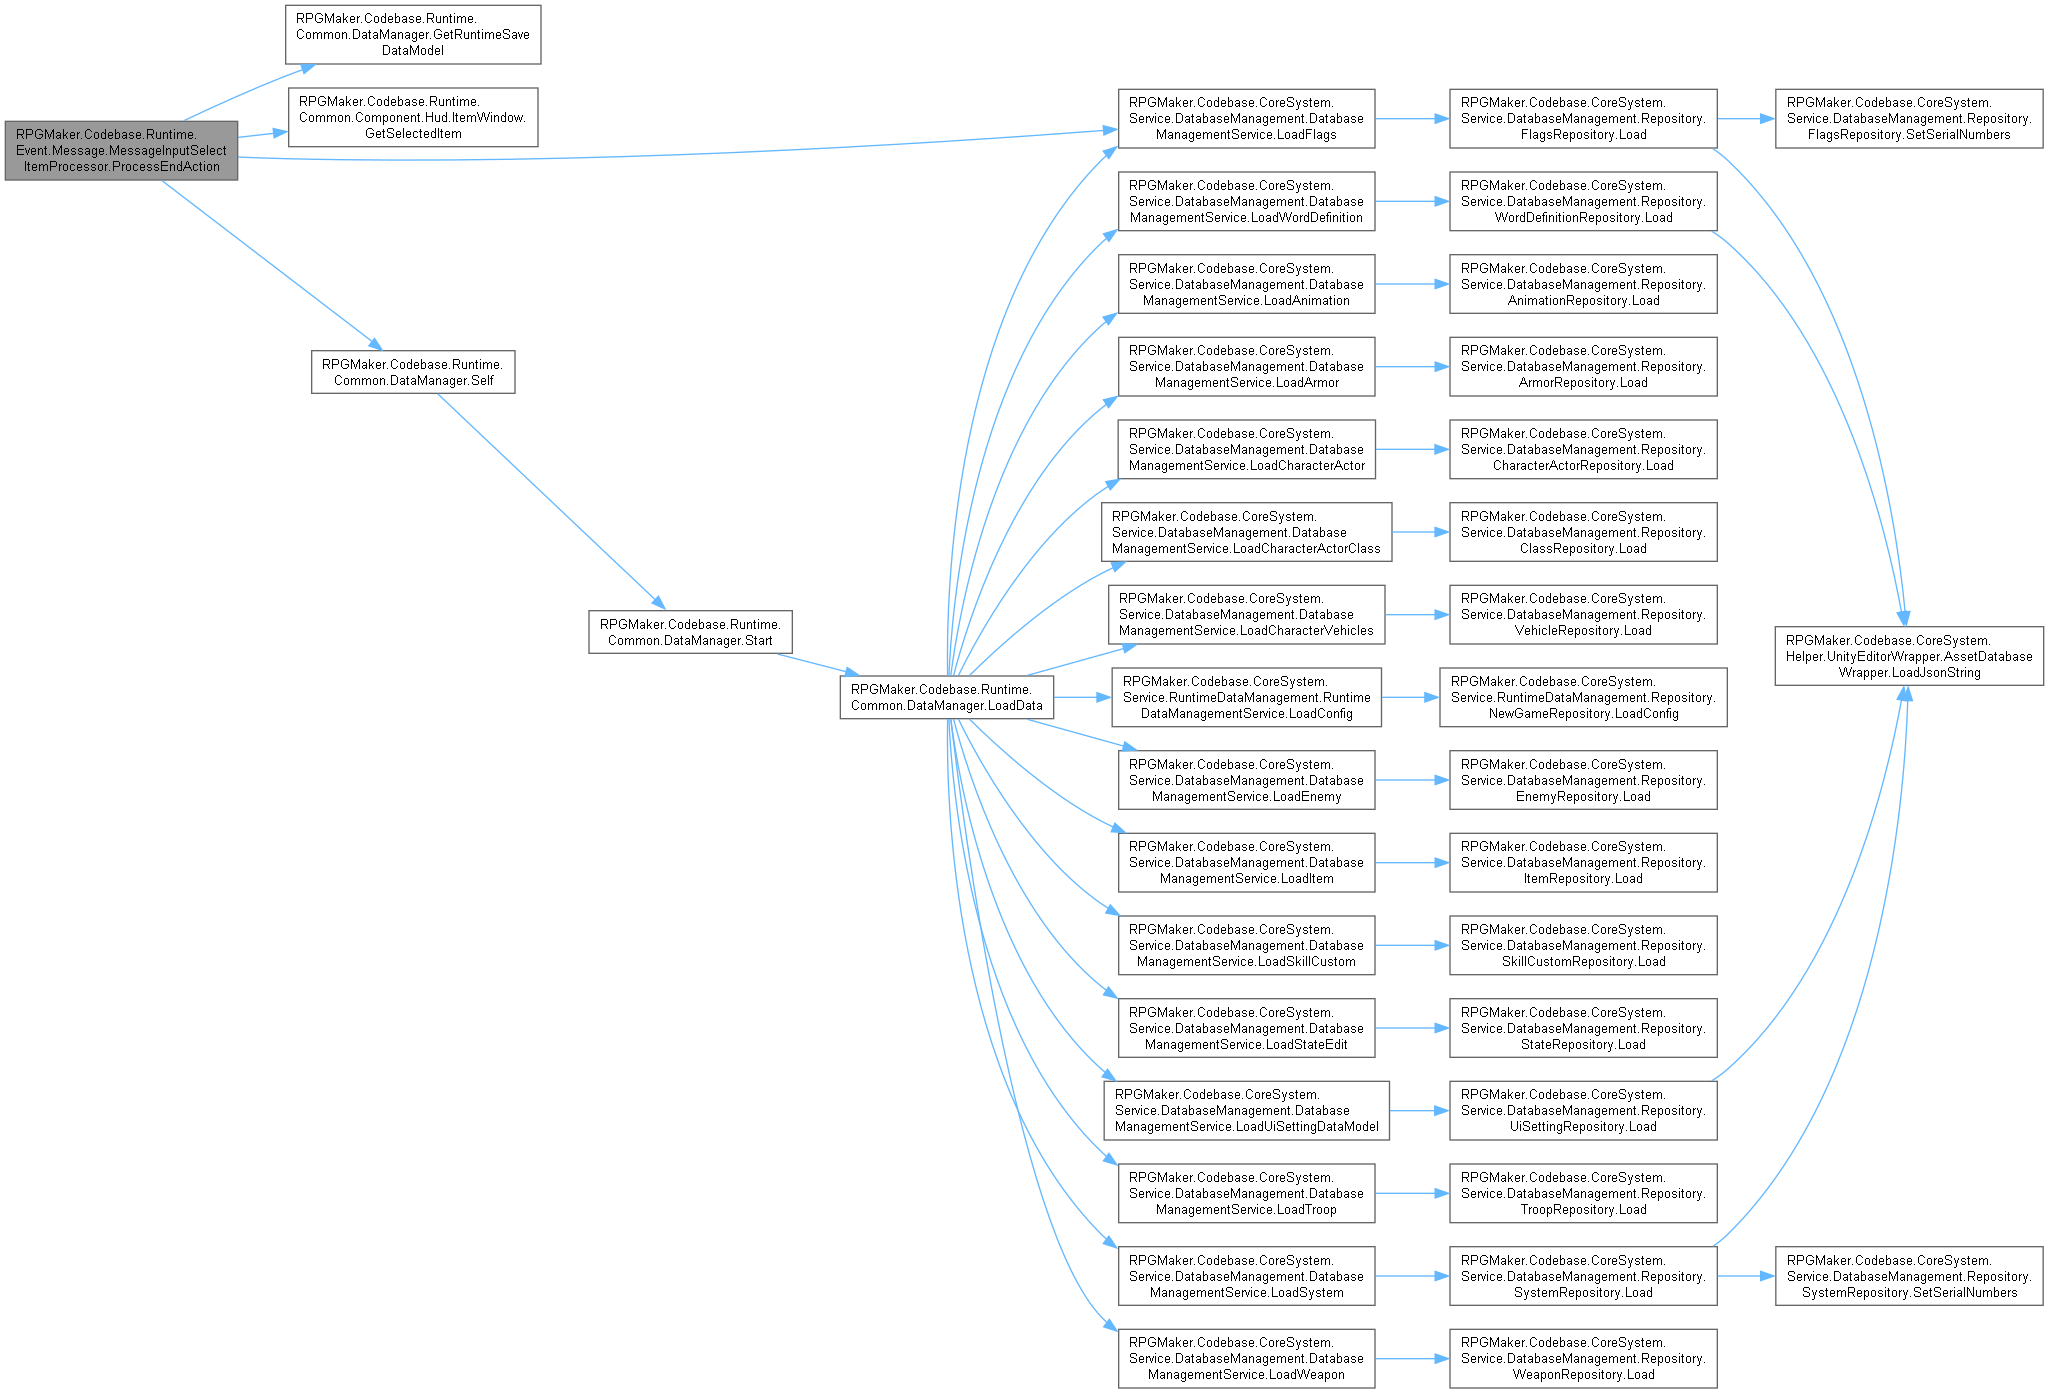 RPGMaker.Codebase.Runtime.
Common.DataManager.GetRuntimeSave
DataModel
RPGMaker.Codebase.Runtime.
Common.Component.Hud.ItemWindow.
GetSelectedItem
RPGMaker.Codebase.Runtime.
Event.Message.MessageInputSelect
ItemProcessor.ProcessEndAction
RPGMaker.Codebase.Runtime.
Common.DataManager.Self
RPGMaker.Codebase.Runtime.
Common.DataManager.Start
RPGMaker.Codebase.Runtime.
Common.DataManager.LoadData
RPGMaker.Codebase.CoreSystem.
Service.DatabaseManagement.Database
ManagementService.LoadFlags
RPGMaker.Codebase.CoreSystem.
Service.DatabaseManagement.Database
ManagementService.LoadWordDefinition
RPGMaker.Codebase.CoreSystem.
Service.DatabaseManagement.Database
ManagementService.LoadAnimation
RPGMaker.Codebase.CoreSystem.
Service.DatabaseManagement.Database
ManagementService.LoadArmor
RPGMaker.Codebase.CoreSystem.
Service.DatabaseManagement.Database
ManagementService.LoadCharacterActor
RPGMaker.Codebase.CoreSystem.
Service.DatabaseManagement.Database
ManagementService.LoadCharacterActorClass
RPGMaker.Codebase.CoreSystem.
Service.DatabaseManagement.Database
ManagementService.LoadCharacterVehicles
RPGMaker.Codebase.CoreSystem.
Service.RuntimeDataManagement.Runtime
DataManagementService.LoadConfig
RPGMaker.Codebase.CoreSystem.
Service.DatabaseManagement.Database
ManagementService.LoadEnemy
RPGMaker.Codebase.CoreSystem.
Service.DatabaseManagement.Database
ManagementService.LoadItem
RPGMaker.Codebase.CoreSystem.
Service.DatabaseManagement.Database
ManagementService.LoadSkillCustom
RPGMaker.Codebase.CoreSystem.
Service.DatabaseManagement.Database
ManagementService.LoadStateEdit
RPGMaker.Codebase.CoreSystem.
Service.DatabaseManagement.Database
ManagementService.LoadUiSettingDataModel
RPGMaker.Codebase.CoreSystem.
Service.DatabaseManagement.Database
ManagementService.LoadTroop
RPGMaker.Codebase.CoreSystem.
Service.DatabaseManagement.Database
ManagementService.LoadSystem
RPGMaker.Codebase.CoreSystem.
Service.DatabaseManagement.Database
ManagementService.LoadWeapon
RPGMaker.Codebase.CoreSystem.
Service.DatabaseManagement.Repository.
FlagsRepository.Load
RPGMaker.Codebase.CoreSystem.
Service.DatabaseManagement.Repository.
WordDefinitionRepository.Load
RPGMaker.Codebase.CoreSystem.
Service.DatabaseManagement.Repository.
AnimationRepository.Load
RPGMaker.Codebase.CoreSystem.
Service.DatabaseManagement.Repository.
ArmorRepository.Load
RPGMaker.Codebase.CoreSystem.
Service.DatabaseManagement.Repository.
CharacterActorRepository.Load
RPGMaker.Codebase.CoreSystem.
Service.DatabaseManagement.Repository.
ClassRepository.Load
RPGMaker.Codebase.CoreSystem.
Service.DatabaseManagement.Repository.
VehicleRepository.Load
RPGMaker.Codebase.CoreSystem.
Service.RuntimeDataManagement.Repository.
NewGameRepository.LoadConfig
RPGMaker.Codebase.CoreSystem.
Service.DatabaseManagement.Repository.
EnemyRepository.Load
RPGMaker.Codebase.CoreSystem.
Service.DatabaseManagement.Repository.
ItemRepository.Load
RPGMaker.Codebase.CoreSystem.
Service.DatabaseManagement.Repository.
SkillCustomRepository.Load
RPGMaker.Codebase.CoreSystem.
Service.DatabaseManagement.Repository.
StateRepository.Load
RPGMaker.Codebase.CoreSystem.
Service.DatabaseManagement.Repository.
UiSettingRepository.Load
RPGMaker.Codebase.CoreSystem.
Service.DatabaseManagement.Repository.
TroopRepository.Load
RPGMaker.Codebase.CoreSystem.
Service.DatabaseManagement.Repository.
SystemRepository.Load
RPGMaker.Codebase.CoreSystem.
Service.DatabaseManagement.Repository.
WeaponRepository.Load
RPGMaker.Codebase.CoreSystem.
Service.DatabaseManagement.Repository.
FlagsRepository.SetSerialNumbers
RPGMaker.Codebase.CoreSystem.
Helper.UnityEditorWrapper.AssetDatabase
Wrapper.LoadJsonString
RPGMaker.Codebase.CoreSystem.
Service.DatabaseManagement.Repository.
SystemRepository.SetSerialNumbers